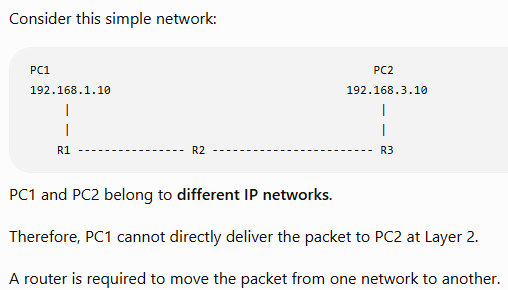 Consider this simple network:
PC1 PC2
192.168.1.10 192.168.3.10
| |
| |
R1 ---------------- R2 ------------------------ R3
PC1 and PC2 belong to different IP networks.
Therefore, PC1 cannot directly deliver the packet to PC2 at Layer 2.
A router is required to move the packet from one network to another.